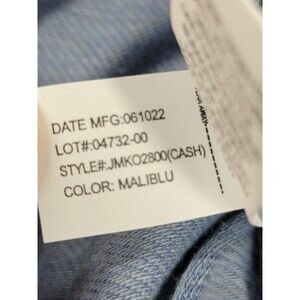 DATE MFG:061022
LOT#:04732-00
STYLE#:JMKO2800(CASH)
COLOR: MALIBLU